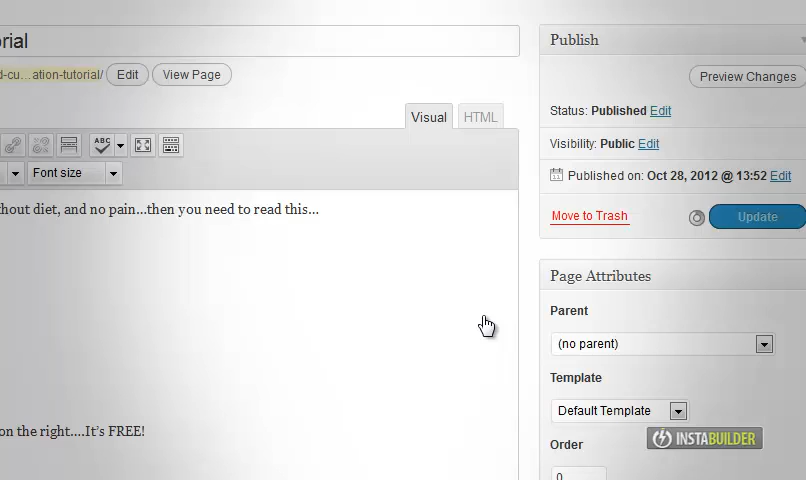 orial
d-cu…ation-tutorial/ Edit View Page
Visual HTML
ABC
Font size
thout diet, and no pain...then you need to read this...
on the right....It's FREE!
Publish
Preview Changes
Status: Published Edit
Visibility: Public Edit
Published on: Oct 28, 2012 @ 13:52 Edit
Move to Trash Update
Page Attributes
Parent
(no parent)
Template
Default Template
Order
0
INSTABUILDER